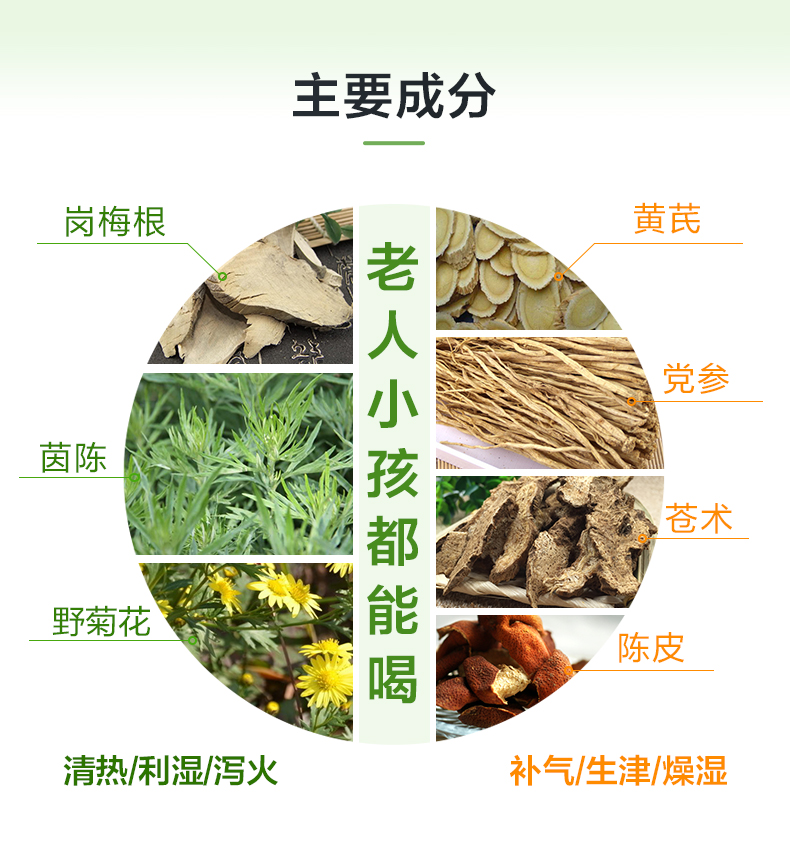 主要成分
岗梅根
茵陈
野菊花
老人小孩都能喝
黄芪
党参
苍术
陈皮
清热/利湿/泻火
补气/生津/燥湿